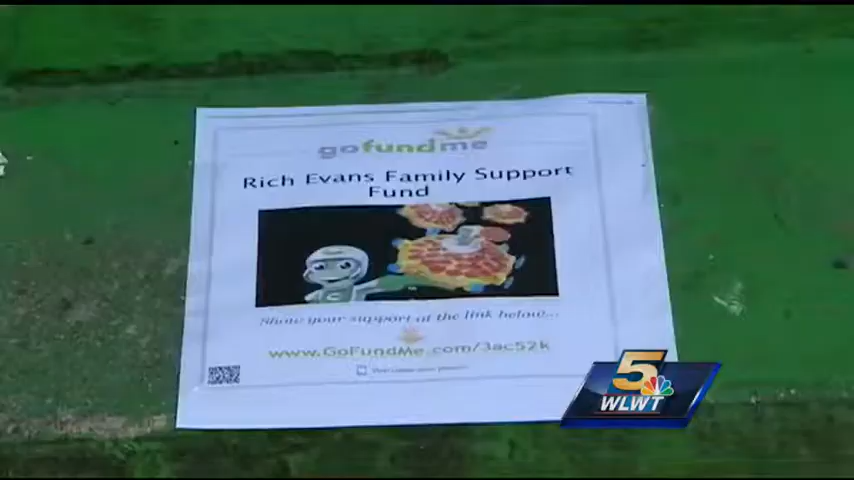 gofundme
Rich Evans Family Support
Fund
Show your support at the link below...
www.GoFundMe.com/3ac52k
5
WLWT